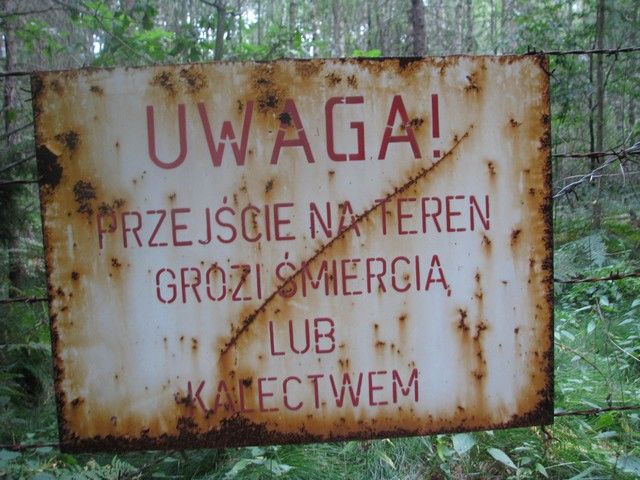 UWAGA!
PRZEJŚCIE NA TEREN
GROZI ŚMIERCIĄ
LUB
KALECTWEM